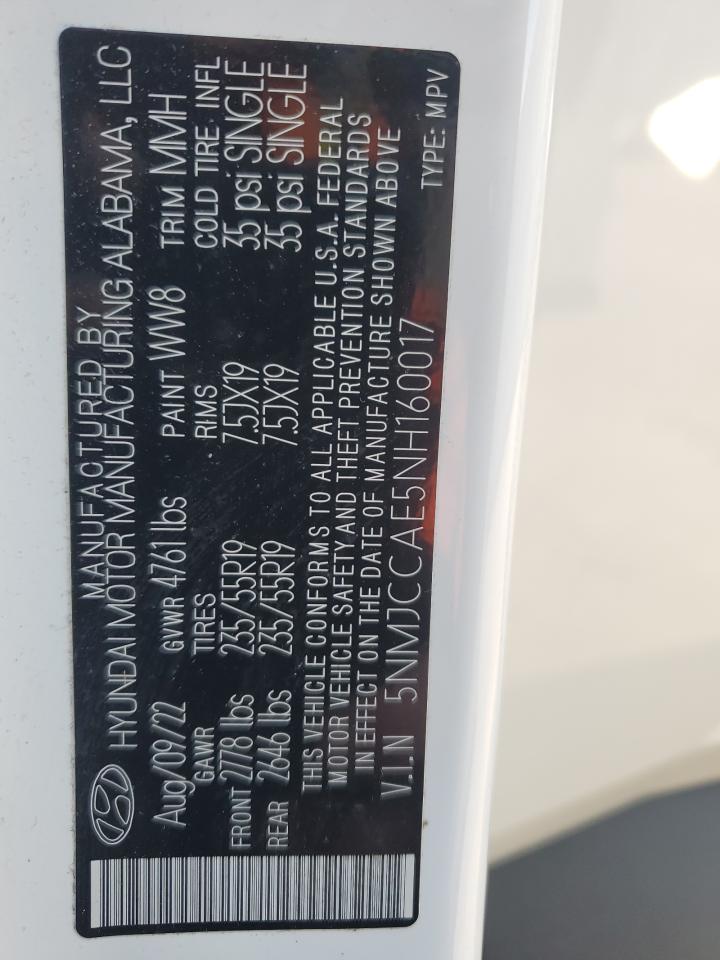 MANUFACTURED BY
HYUNDAI MOTOR MANUFACTURING ALABAMA, LLC
Aug/09/22 GVWR 4761 lbs PAINT WW8 TRIM MMH
GAWR TIRES RIMS COLD TIRE INFL
FRONT 2778 lbs 235/55R19 7.5JX19 35 psi SINGLE
REAR 2646 lbs 235/55R19 7.5JX19 35 psi SINGLE
THIS VEHICLE CONFORMS TO ALL APPLICABLE U.S.A. FEDERAL
MOTOR VEHICLE SAFETY AND THEFT PREVENTION STANDARDS
IN EFFECT ON THE DATE OF MANUFACTURE SHOWN ABOVE
V.I.N 5NMJCCAE5NH160017 TYPE: MPV